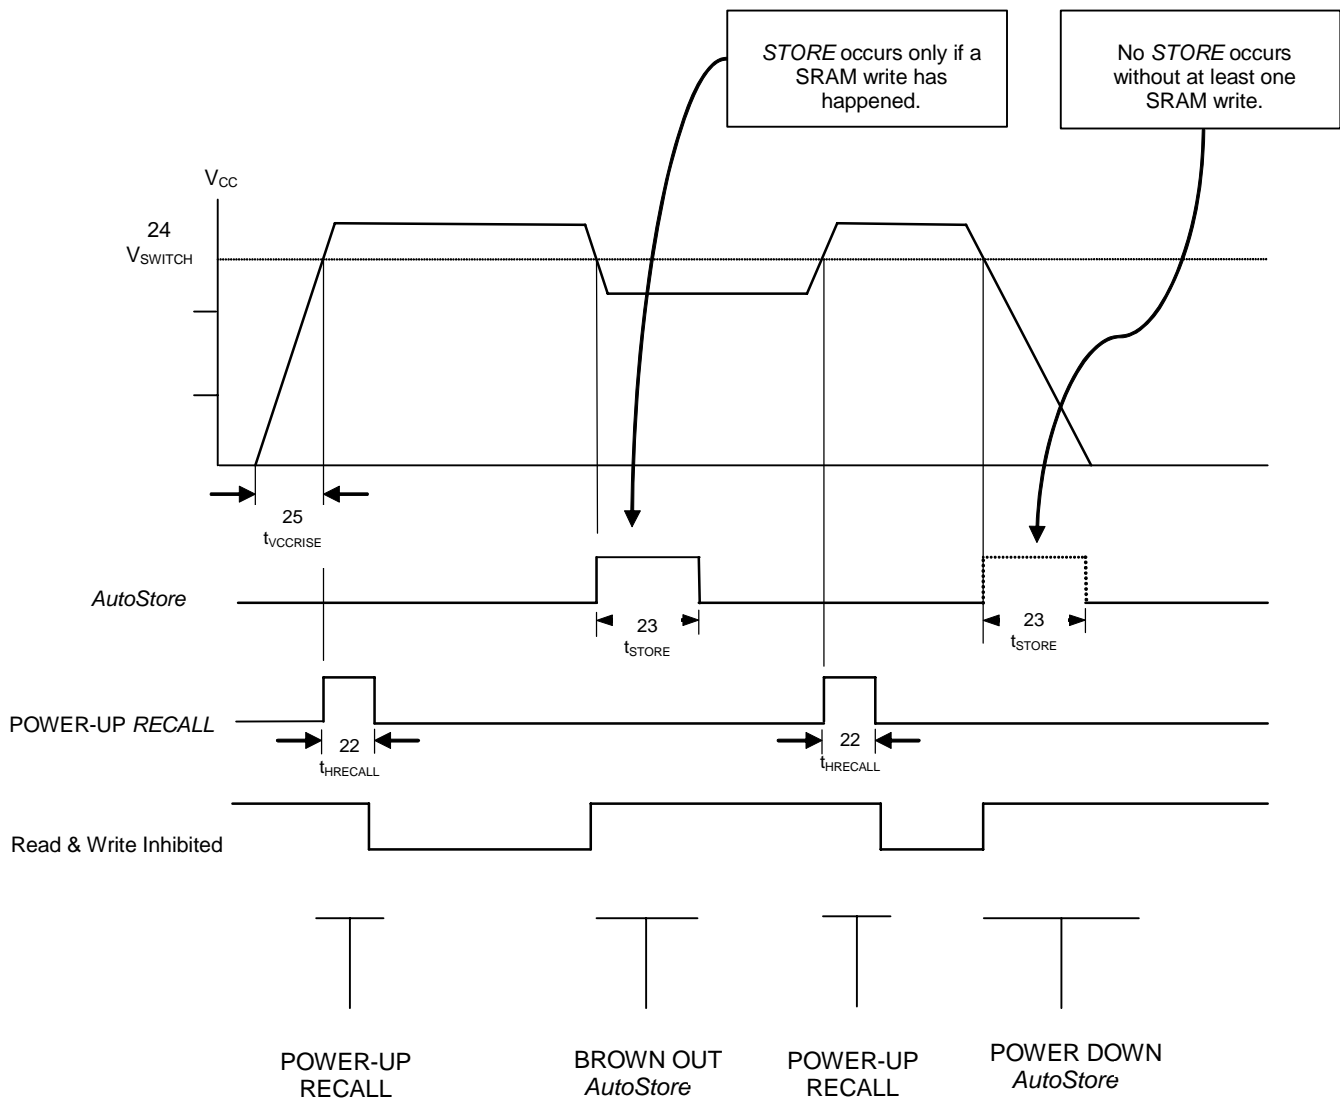 STORE occurs only if a
SRAM write has
happened.
No STORE occurs
without at least one
SRAM write.
VCC
24
VSWITCH
25
tVCCRISE
AutoStore
23
tSTORE
23
tSTORE
POWER-UP RECALL
22
tHRECALL
22
tHRECALL
Read & Write Inhibited
POWER-UP
RECALL
BROWN OUT
AutoStore
POWER-UP
RECALL
POWER DOWN
AutoStore